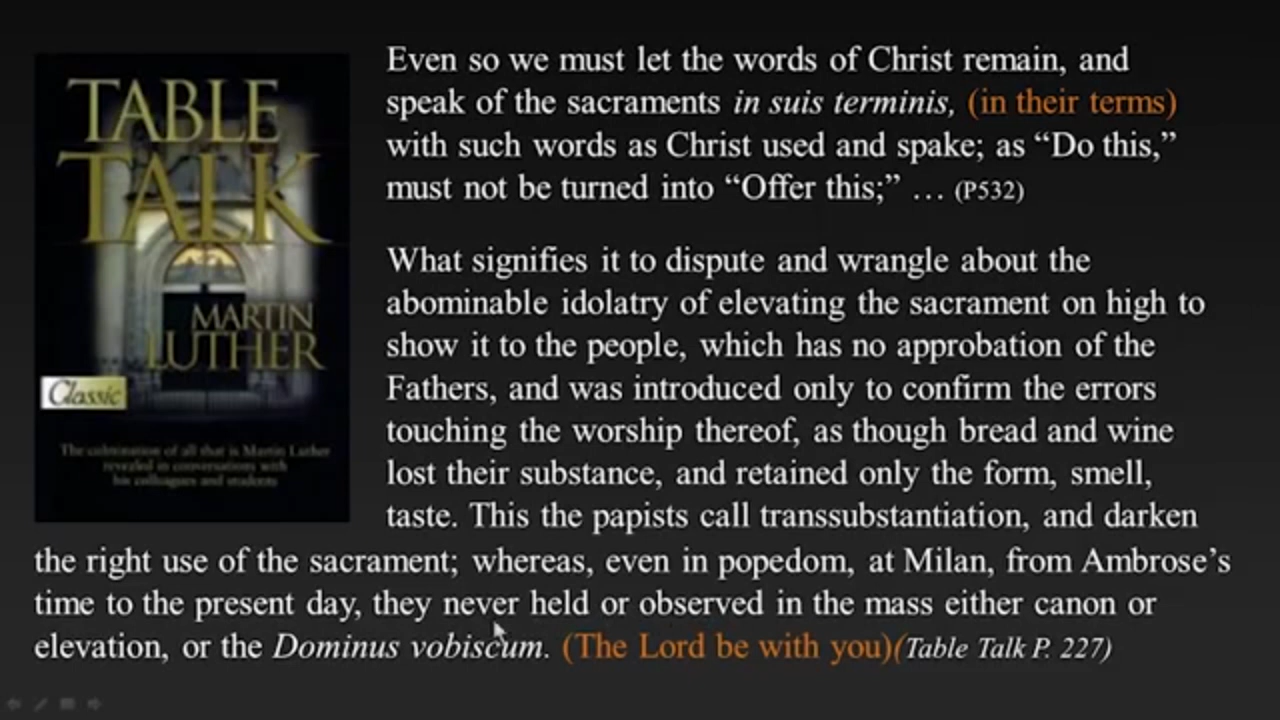 TABLE
TALK
MARTIN
LUTHER
Classic
The culmination of all that is Martin Luther
revealed in conversations with
his colleagues and students
Even so we must let the words of Christ remain, and
speak of the sacraments in suis terminis, (in their terms)
with such words as Christ used and spake; as “Do this,”
must not be turned into “Offer this;” … (P532)
What signifies it to dispute and wrangle about the
abominable idolatry of elevating the sacrament on high to
show it to the people, which has no approbation of the
Fathers, and was introduced only to confirm the errors
touching the worship thereof, as though bread and wine
lost their substance, and retained only the form, smell,
taste. This the papists call transsubstantiation, and darken
the right use of the sacrament; whereas, even in popedom, at Milan, from Ambrose’s
time to the present day, they never held or observed in the mass either canon or
elevation, or the Dominus vobiscum. (The Lord be with you)(Table Talk P. 227)